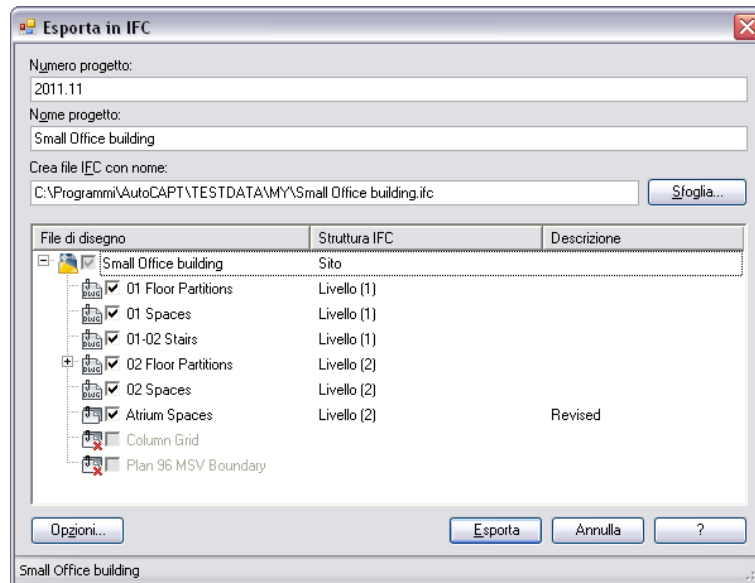 Esporta in IFC
Numero progetto:
2011.11
Nome progetto:
Small Office building
Crea file IFC con nome:
C:\Programmi\AutoCAPT\TESTDATA\MY\Small Office building.ifc
Sfoglia...
File di disegno Struttura IFC Descrizione
Small Office building Sito
01 Floor Partitions Livello (1)
01 Spaces Livello (1)
01-02 Stairs Livello (1)
02 Floor Partitions Livello (2)
02 Spaces Livello (2)
Atrium Spaces Livello (2) Revised
Column Grid
Plan 96 MSV Boundary
Opzioni... Esporta Annulla ?
Small Office building